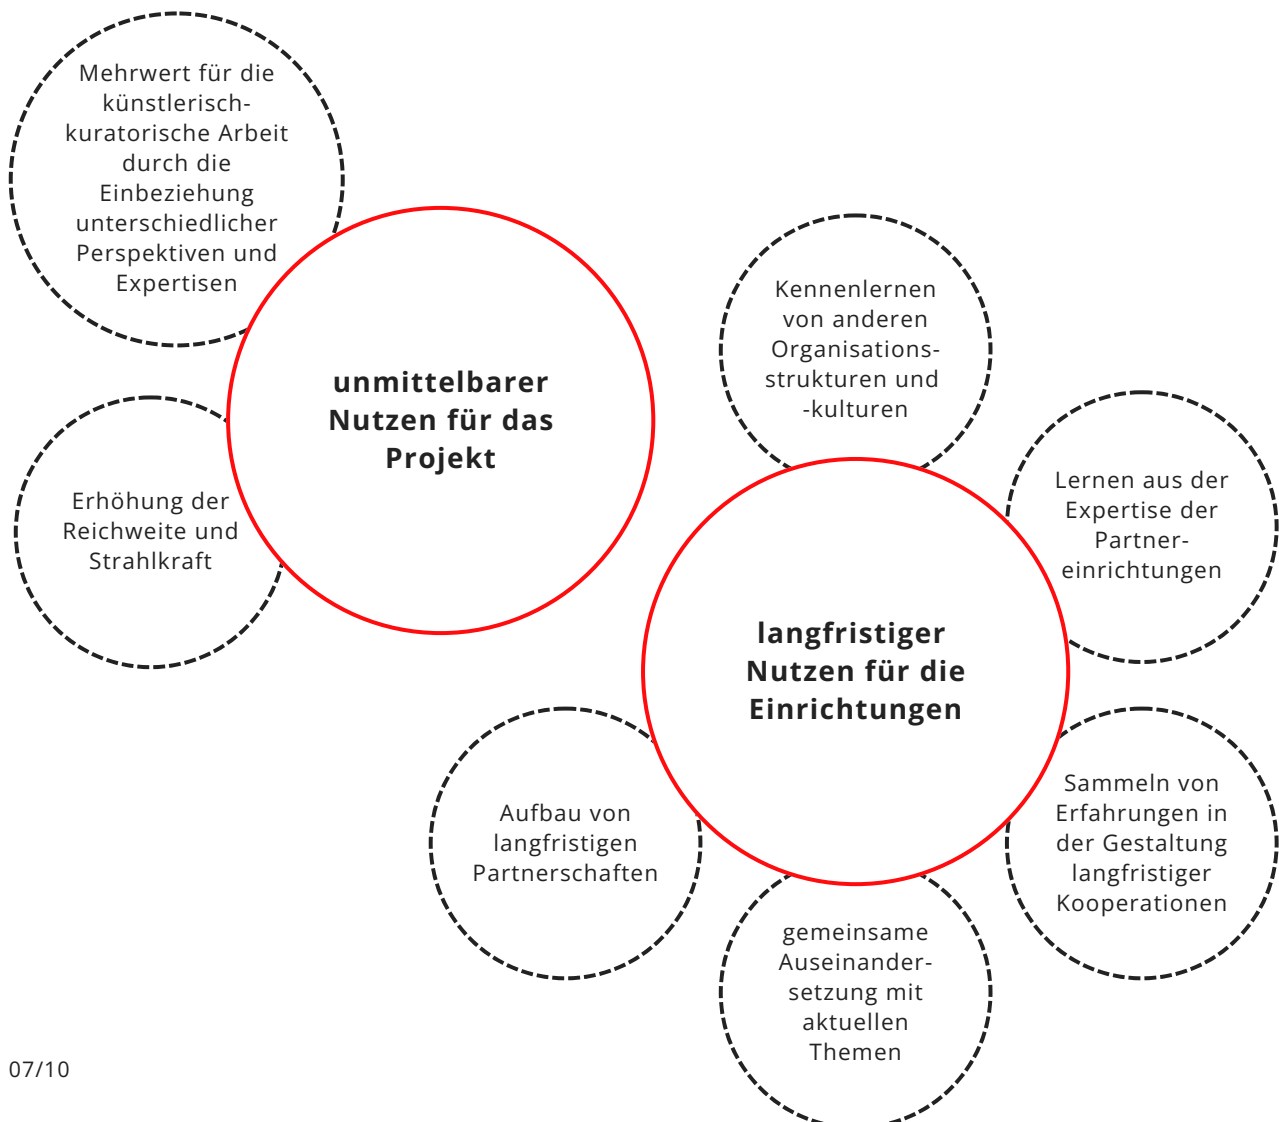 Mehrwert für die
künstlerisch-
kuratorische Arbeit
durch die
Einbeziehung
unterschiedlicher
Perspektiven und
Expertisen
unmittelbarer
Nutzen für das
Projekt
Erhöhung der
Reichweite und
Strahlkraft
Kennenlernen
von anderen
Organisations-
strukturen und
-kulturen
Lernen aus der
Expertise der
Partner-
einrichtungen
langfristiger
Nutzen für die
Einrichtungen
Sammeln von
Erfahrungen in
der Gestaltung
langfristiger
Kooperationen
Aufbau von
langfristigen
Partnerschaften
gemeinsame
Auseinander-
setzung mit
aktuellen
Themen
07/10